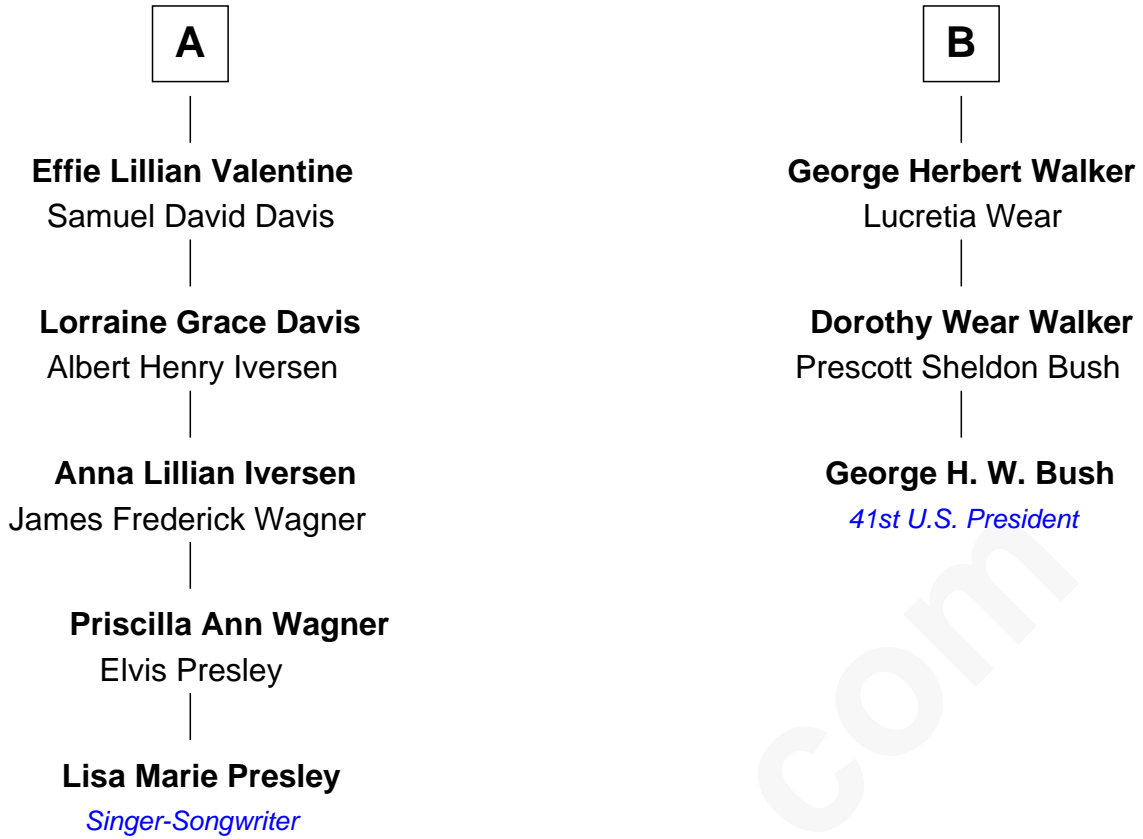 A
Effie Lillian Valentine
Samuel David Davis
Lorraine Grace Davis
Albert Henry Iversen
Anna Lillian Iversen
James Frederick Wagner
Priscilla Ann Wagner
Elvis Presley
Lisa Marie Presley
Singer-Songwriter
B
George Herbert Walker
Lucretia Wear
Dorothy Wear Walker
Prescott Sheldon Bush
George H. W. Bush
41st U.S. President
com